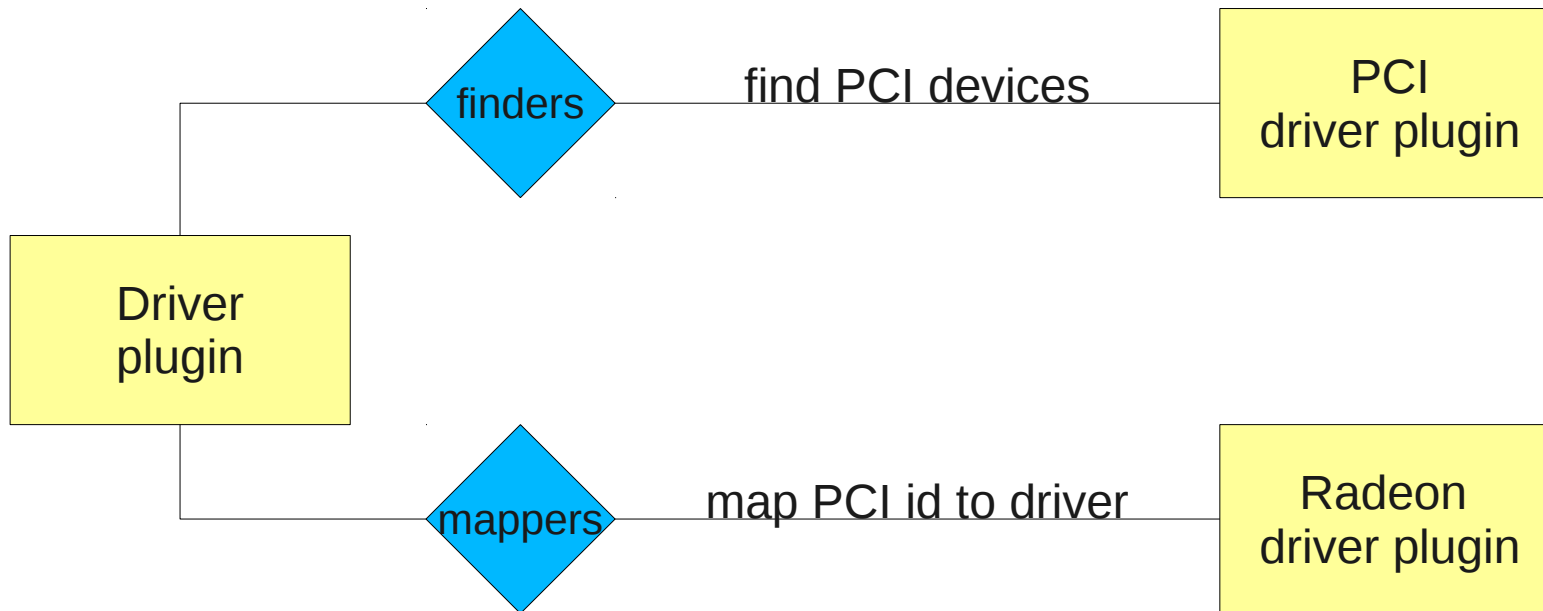 finders
find PCI devices
PCI
driver plugin
Driver
plugin
mappers
map PCI id to driver
Radeon
driver plugin